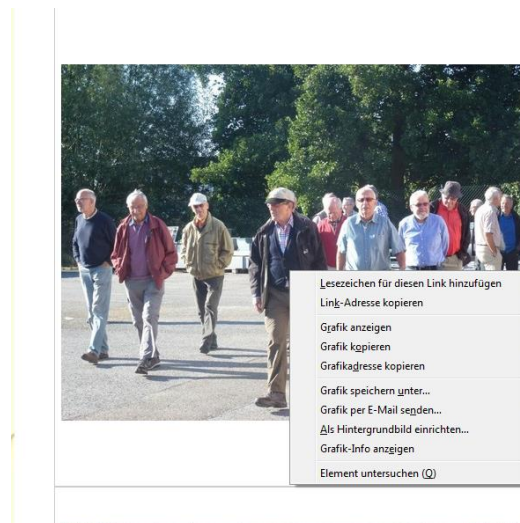 Lesezeichen für diesen Link hinzufügen
Link-Adresse kopieren
Grafik anzeigen
Grafik kopieren
Grafikadresse kopieren
Grafik speichern unter...
Grafik per E-Mail senden...
Als Hintergrundbild einrichten...
Grafik-Info anzeigen
Element untersuchen (Q)